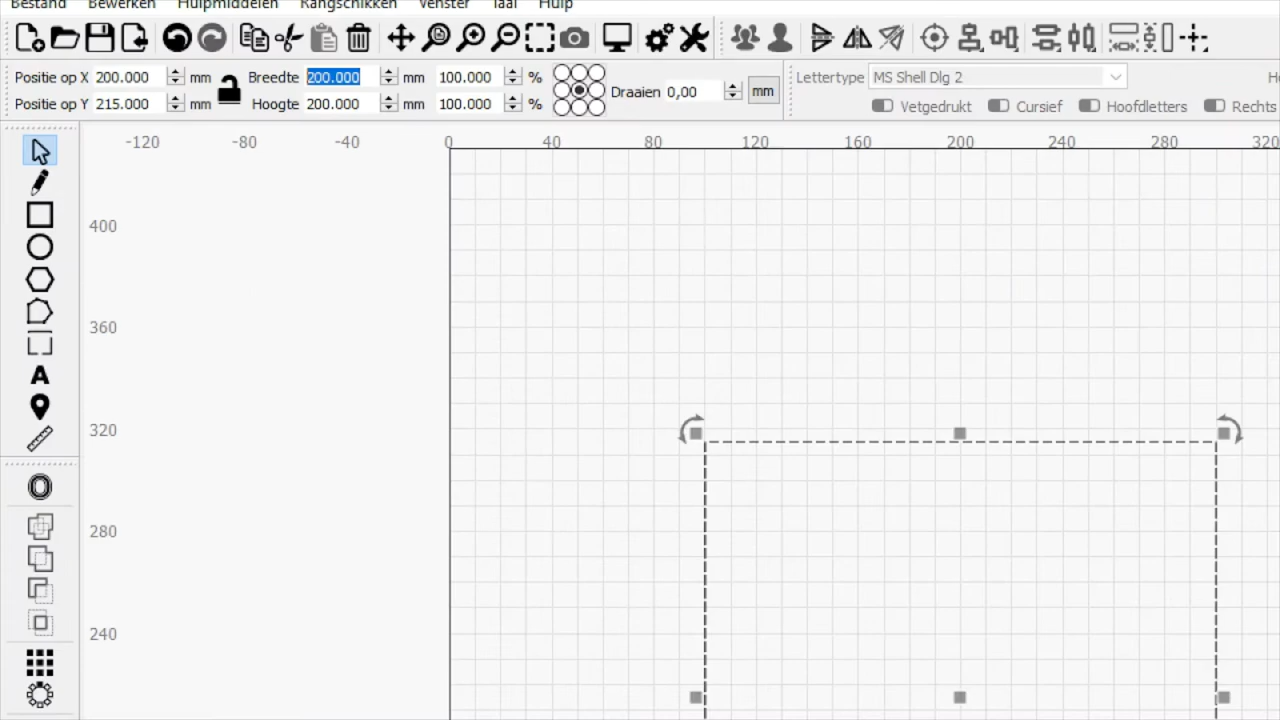 Bestand Bewerken Hulpmiddelen Rangschikken Venster Taal Hulp
Positie op X 200.000 mm Breedte 200.000 mm 100.000 % Draaien 0,00 mm Lettertype MS Shell Dlg 2 Ho
Positie op Y 215.000 mm Hoogte 200.000 mm 100.000 % Vetgedrukt Cursief Hoofdletters Rechts
-120 -80 -40 0 40 80 120 160 200 240 280 320
400
360
A
320
280
240